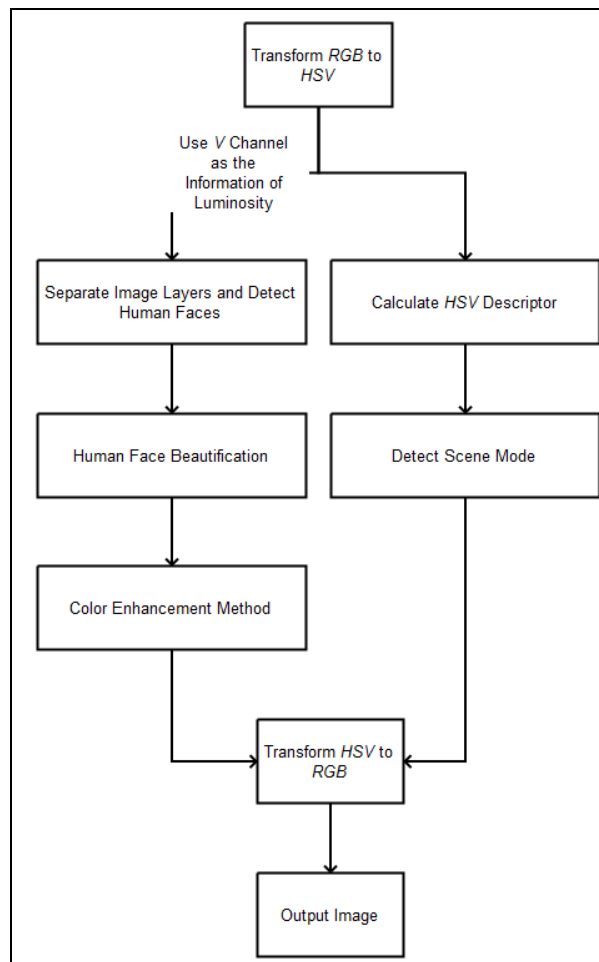 Transform RGB to
HSV
Use V Channel
as the
Information of
Luminosity
Separate Image Layers and Detect
Human Faces
Calculate HSV Descriptor
Human Face Beautification
Detect Scene Mode
Color Enhancement Method
Transform HSV to
RGB
Output Image